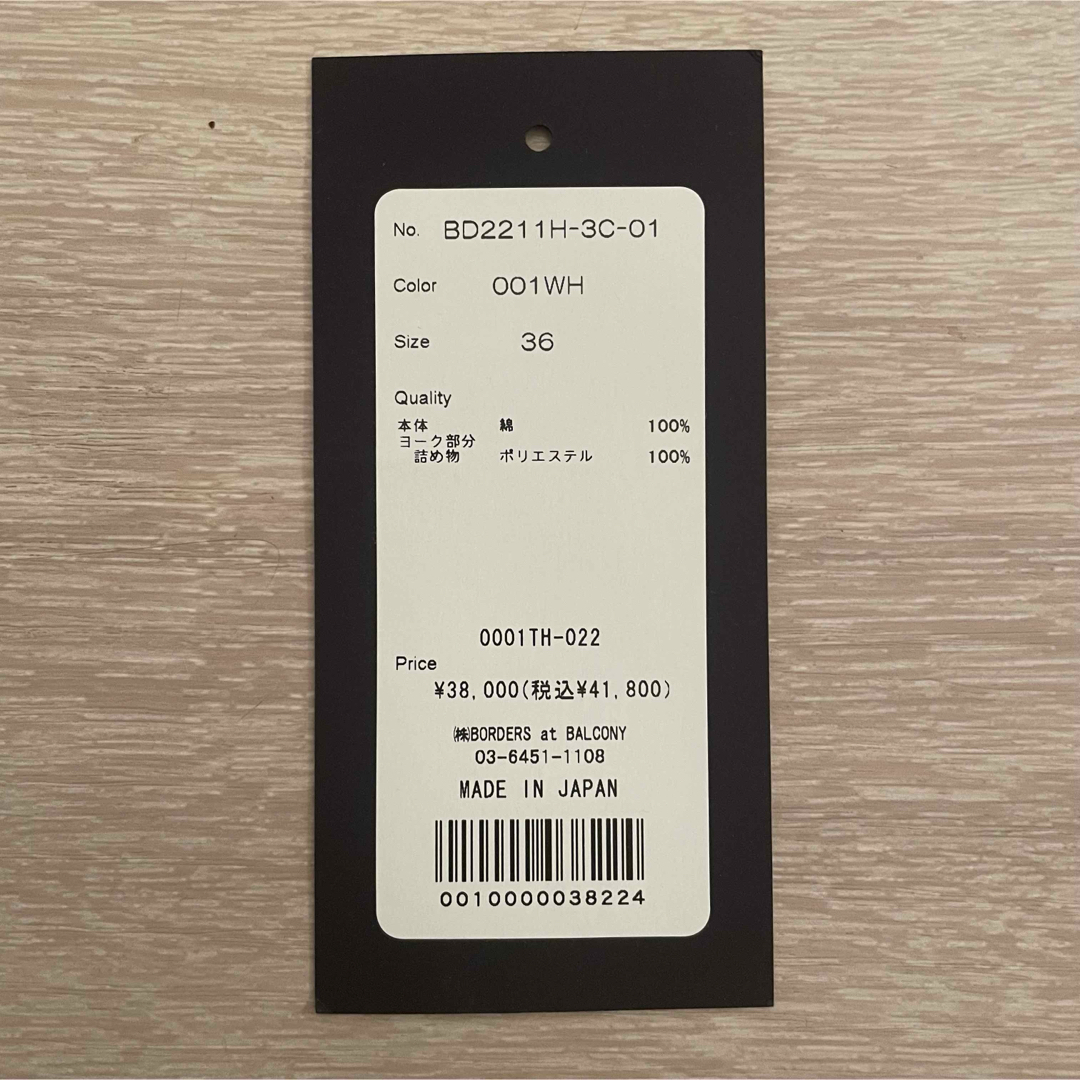 No. BD2211H-3C-01
Color 001WH
Size 36
Quality
本体 綿 100%
ヨーク部分
詰め物 ポリエステル 100%
0001TH-022
Price
¥38,000(税込¥41,800)
㈱BORDERS at BALCONY
03-6451-1108
MADE IN JAPAN
0010000038224